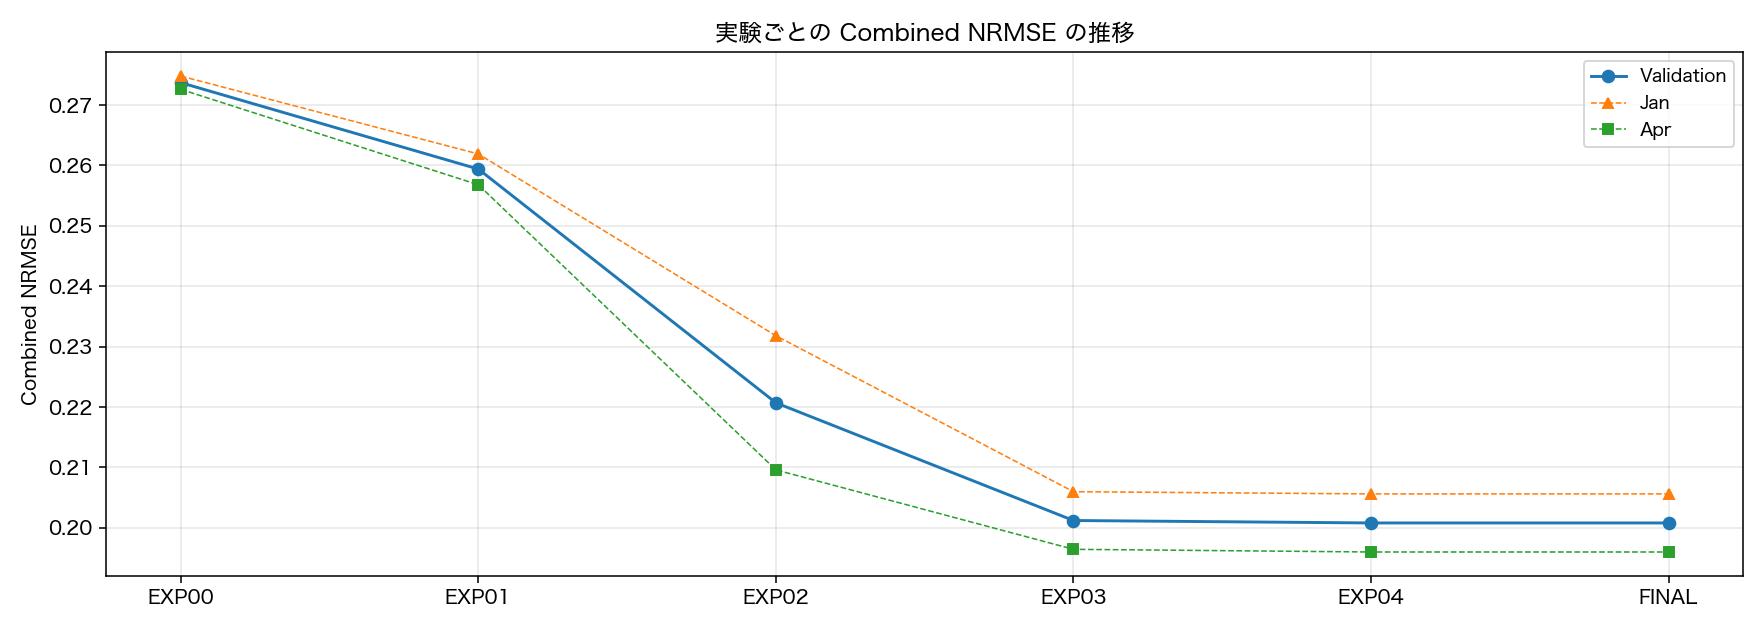 実験ごとの Combined NRMSE の推移
Validation
Jan
Apr
Combined NRMSE
0.27
0.26
0.25
0.24
0.23
0.22
0.21
0.20
EXP00
EXP01
EXP02
EXP03
EXP04
FINAL